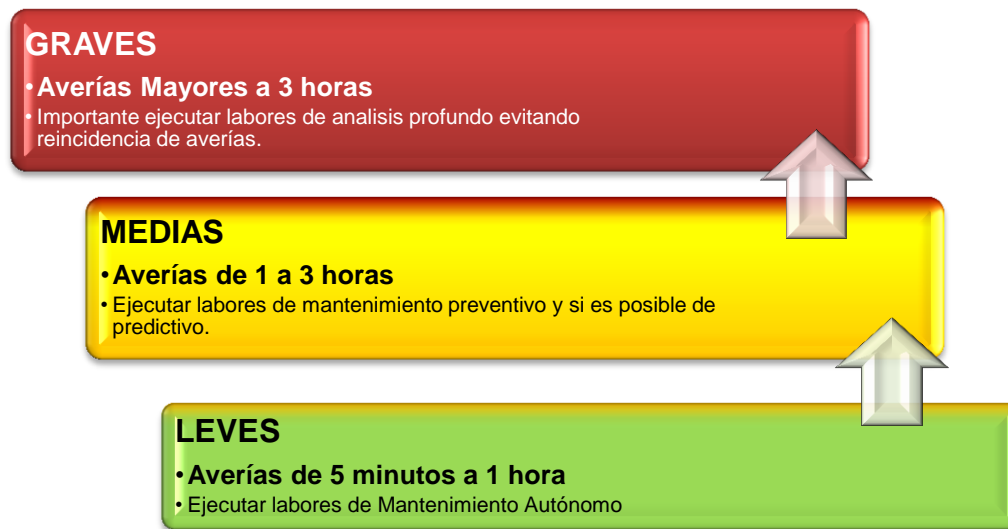 GRAVES
• Averías Mayores a 3 horas
• Importante ejecutar labores de analisis profundo evitando
reincidencia de averías.
MEDIAS
• Averías de 1 a 3 horas
• Ejecutar labores de mantenimiento preventivo y si es posible de
predictivo.
LEVES
• Averías de 5 minutos a 1 hora
• Ejecutar labores de Mantenimiento Autónomo